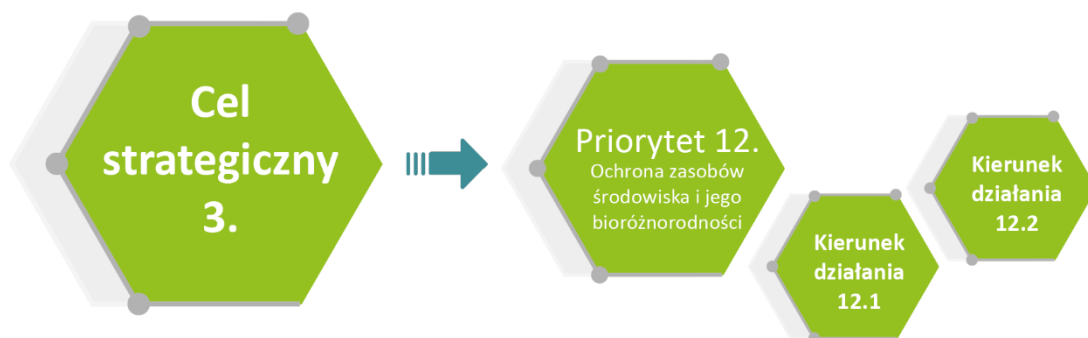 Cel
strategiczny
3.
Priorytet 12.
Ochrona zasobów
środowiska i jego
bioróżnorodności
Kierunek
działania
12.1
Kierunek
działania
12.2